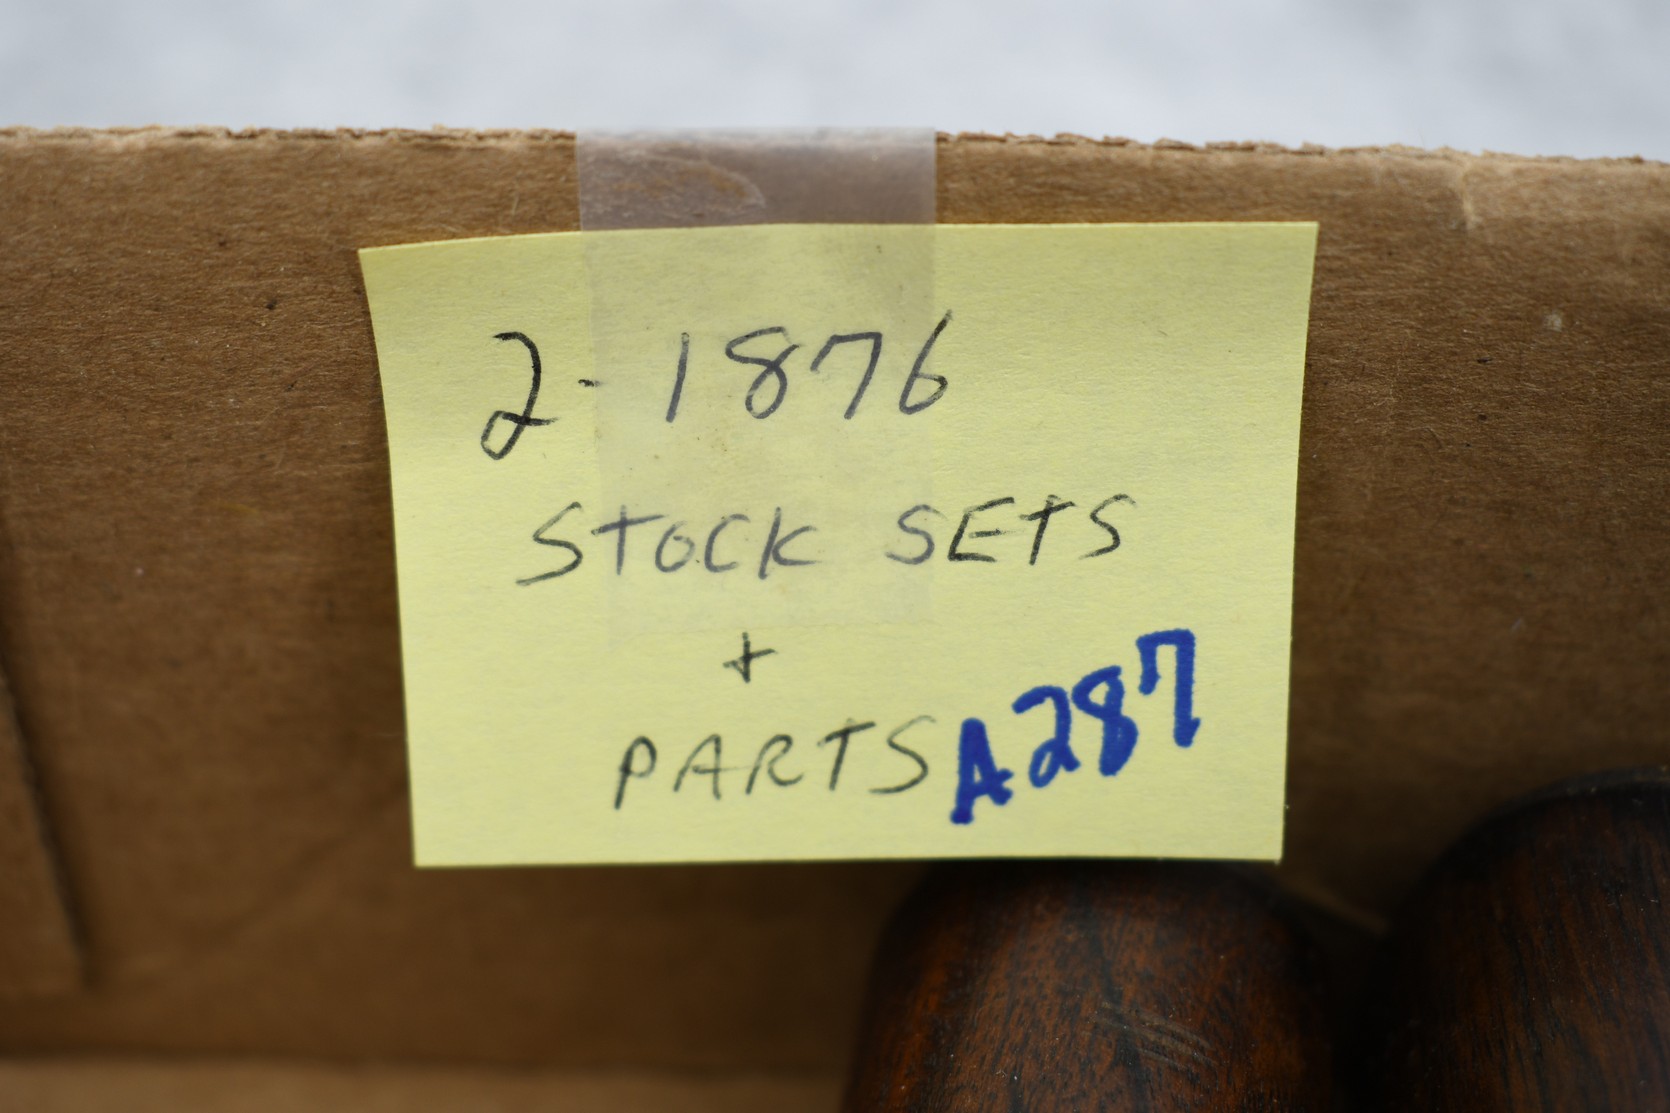 2-1876
STOCK SETS
+
PARTS A287